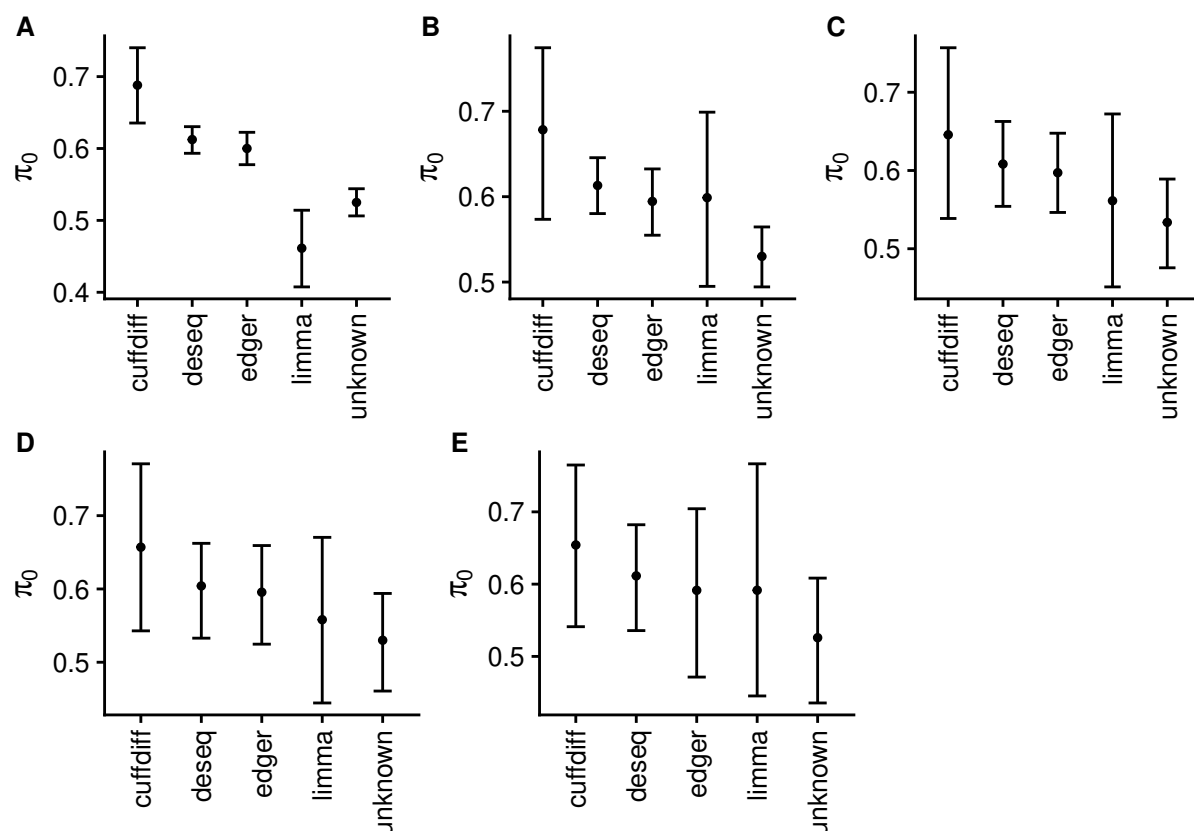 A
π0
0.7
0.6
0.5
0.4
cuffdiff
deseq
edger
limma
unknown
B
π0
0.7
0.6
0.5
cuffdiff
deseq
edger
limma
unknown
C
π0
0.7
0.6
0.5
cuffdiff
deseq
edger
limma
unknown
D
π0
0.7
0.6
0.5
cuffdiff
deseq
edger
limma
unknown
E
π0
0.7
0.6
0.5
cuffdiff
deseq
edger
limma
unknown